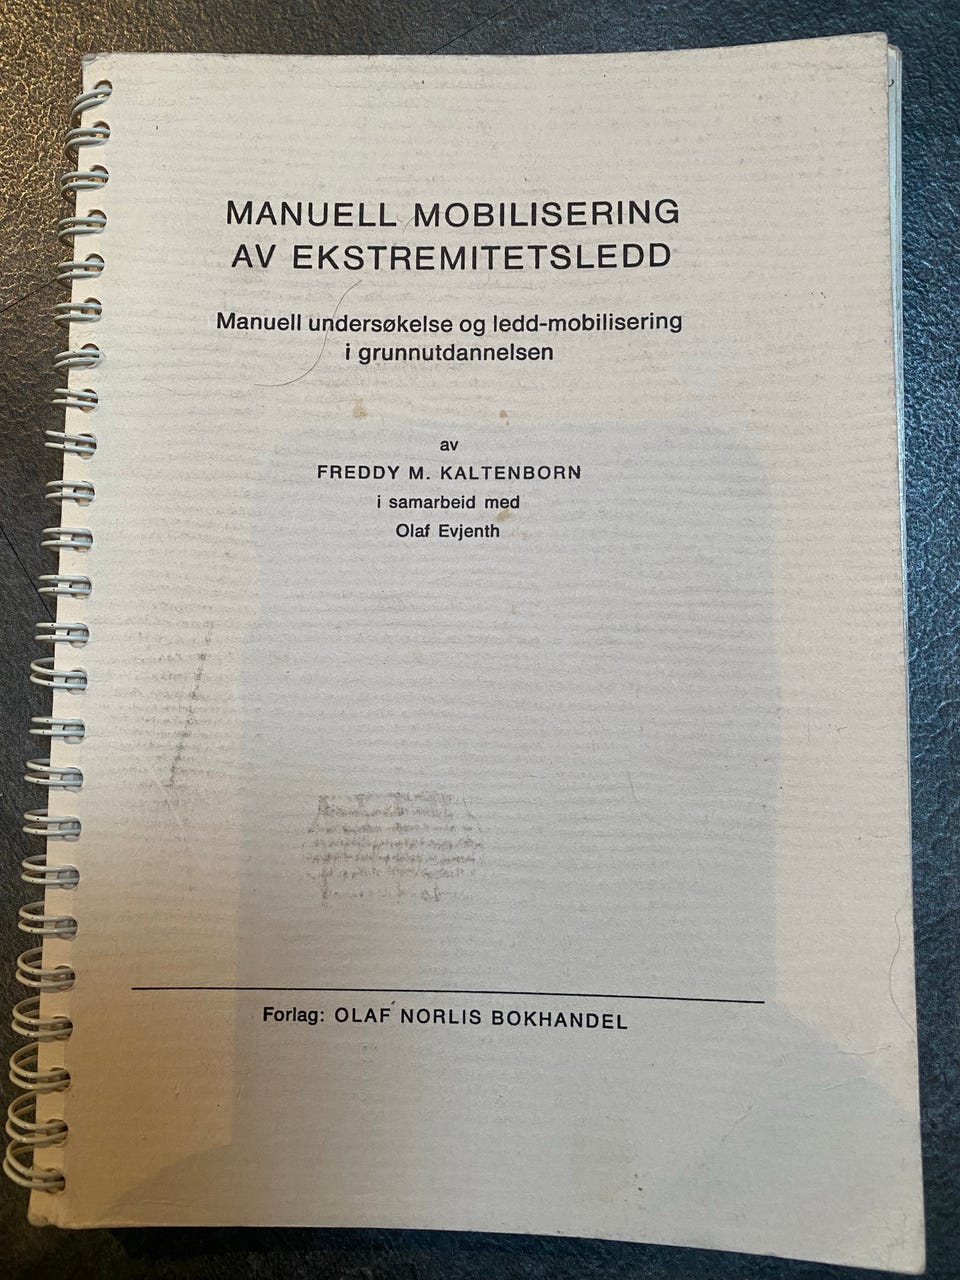 MANUELL MOBILISERING
AV EKSTREMITETSLEDD
Manuell undersøkelse og ledd-mobilisering
i grunnutdannelsen
av
FREDDY M. KALTENBORN
i samarbeid med
Olaf Evjenth
Forlag: OLAF NORLIS BOKHANDEL